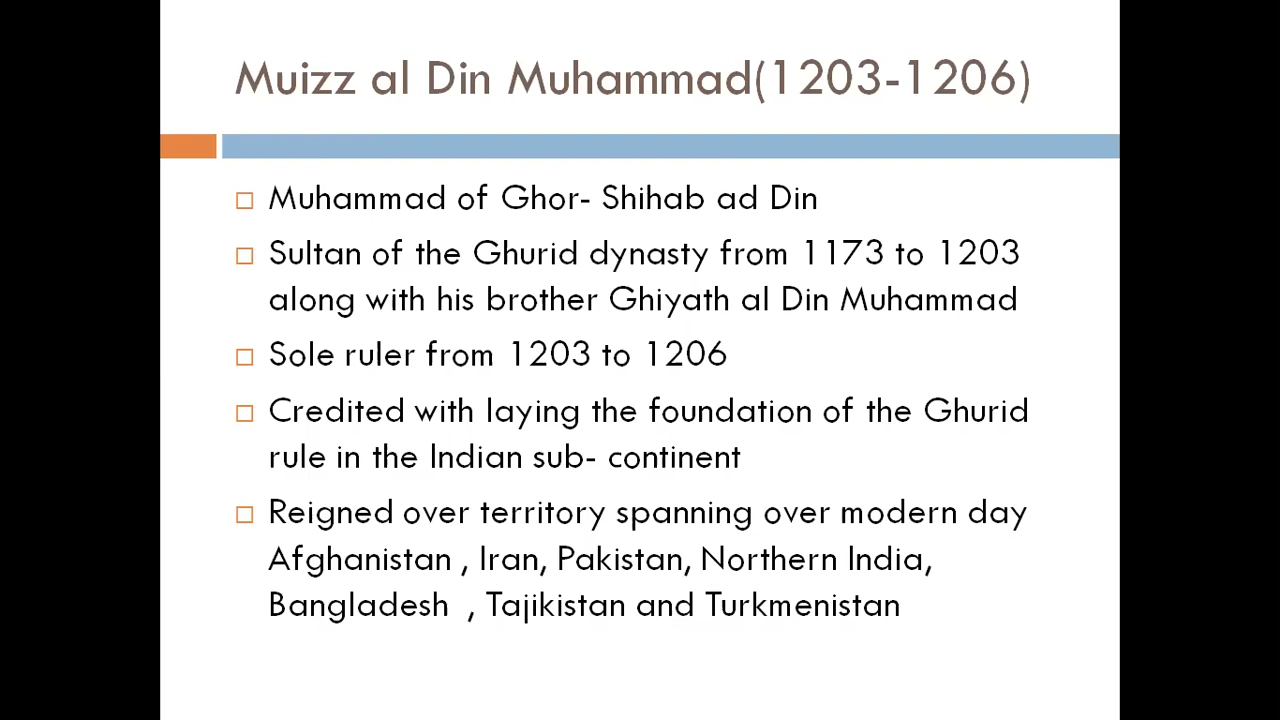 Muizz al Din Muhammad(1203-1206)
Muhammad of Ghor- Shihab ad Din
Sultan of the Ghurid dynasty from 1173 to 1203
along with his brother Ghiyath al Din Muhammad
Sole ruler from 1203 to 1206
Credited with laying the foundation of the Ghurid
rule in the Indian sub- continent
Reigned over territory spanning over modern day
Afghanistan , Iran, Pakistan, Northern India,
Bangladesh , Tajikistan and Turkmenistan